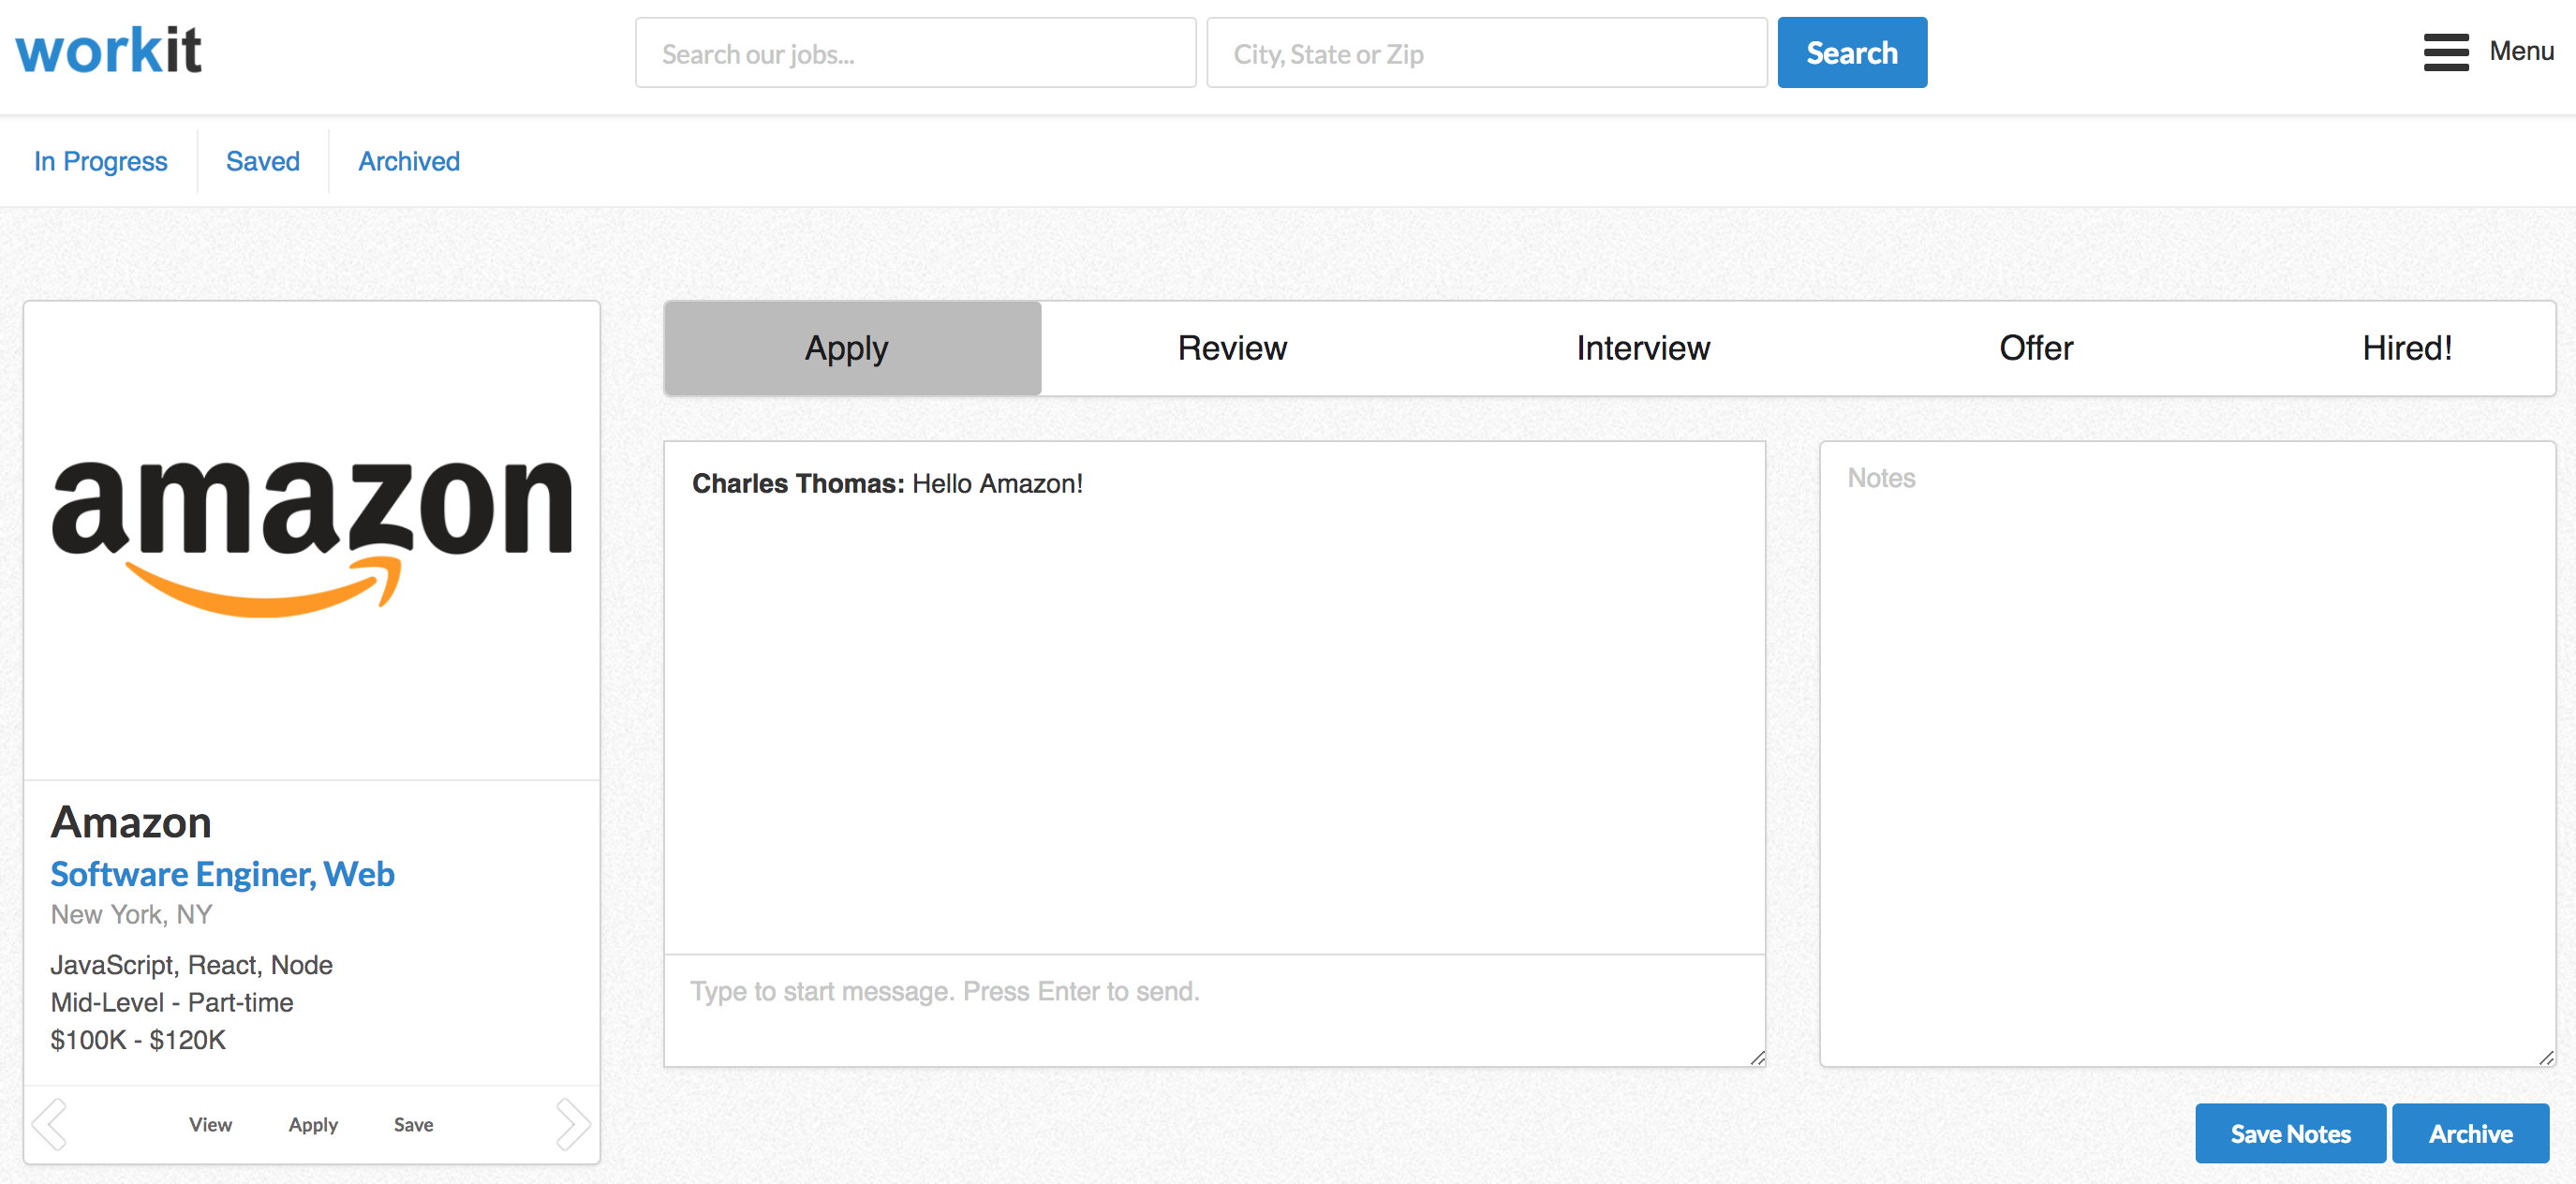 workit
Search our jobs...
City, State or Zip
Search
Menu
In Progress
Saved
Archived
amazon
Amazon
Software Enginer, Web
New York, NY
JavaScript, React, Node
Mid-Level - Part-time
$100K - $120K
View
Apply
Save
Apply
Review
Interview
Offer
Hired!
Charles Thomas: Hello Amazon!
Type to start message. Press Enter to send.
Notes
Save Notes
Archive